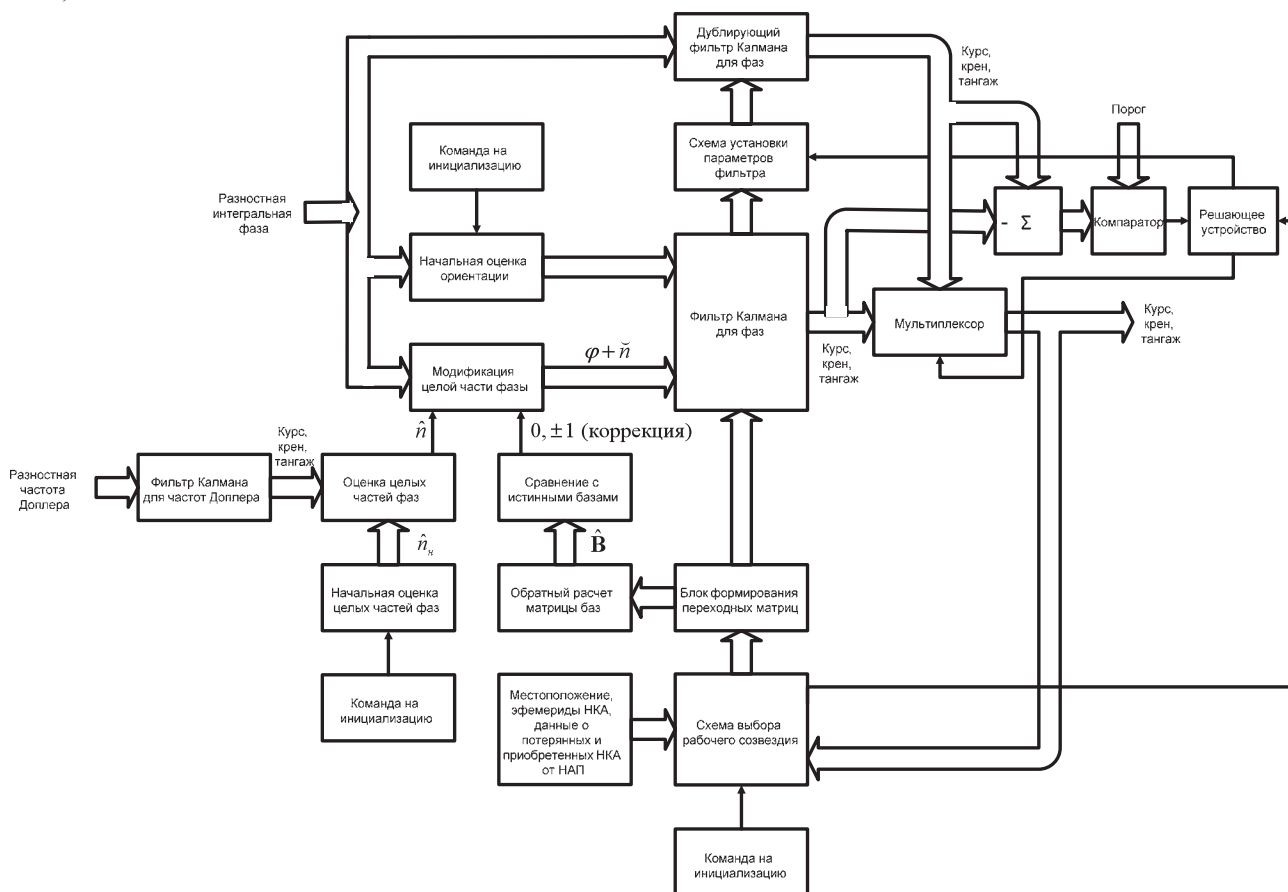 Дублирующий
фильтр Калмана
для фаз
Курс,
крен,
тангаж
Порог
Команда на
инициализацию
Схема установки
параметров
фильтра
Разностная
интегральная
фаза
- Σ
Компаратор
Решающее
устройство
Начальная оценка
ориентации
Фильтр Калмана
для фаз
Мультиплексор
Курс,
крен,
тангаж
Курс,
крен,
тангаж
Модификация
целой части фазы
φ + n̆
n̂
0, ±1 (коррекция)
Курс,
крен,
тангаж
Разностная
частота
Доплера
Фильтр Калмана
для частот Доплера
Оценка целых
частей фаз
Сравнение с
истинными базами
n̂н
B̂
Начальная оценка
целых частей фаз
Обратный расчет
матрицы баз
Блок формирования
переходных матриц
Команда на
инициализацию
Местоположение,
эфемериды НКА,
данные о
потерянных и
приобретенных НКА
от НАП
Схема выбора
рабочего созвездия
Команда на
инициализацию